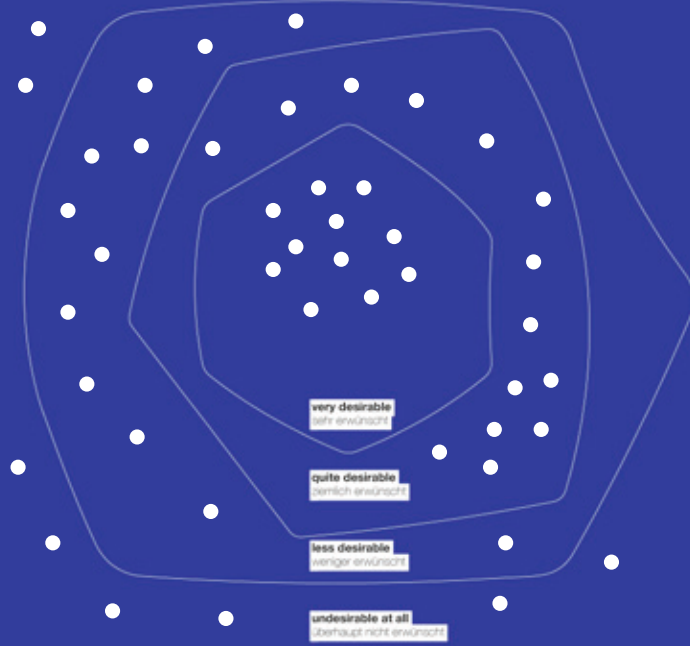 very desirable
sehr erwünscht
quite desirable
ziemlich erwünscht
less desirable
weniger erwünscht
undesirable at all
überhaupt nicht erwünscht